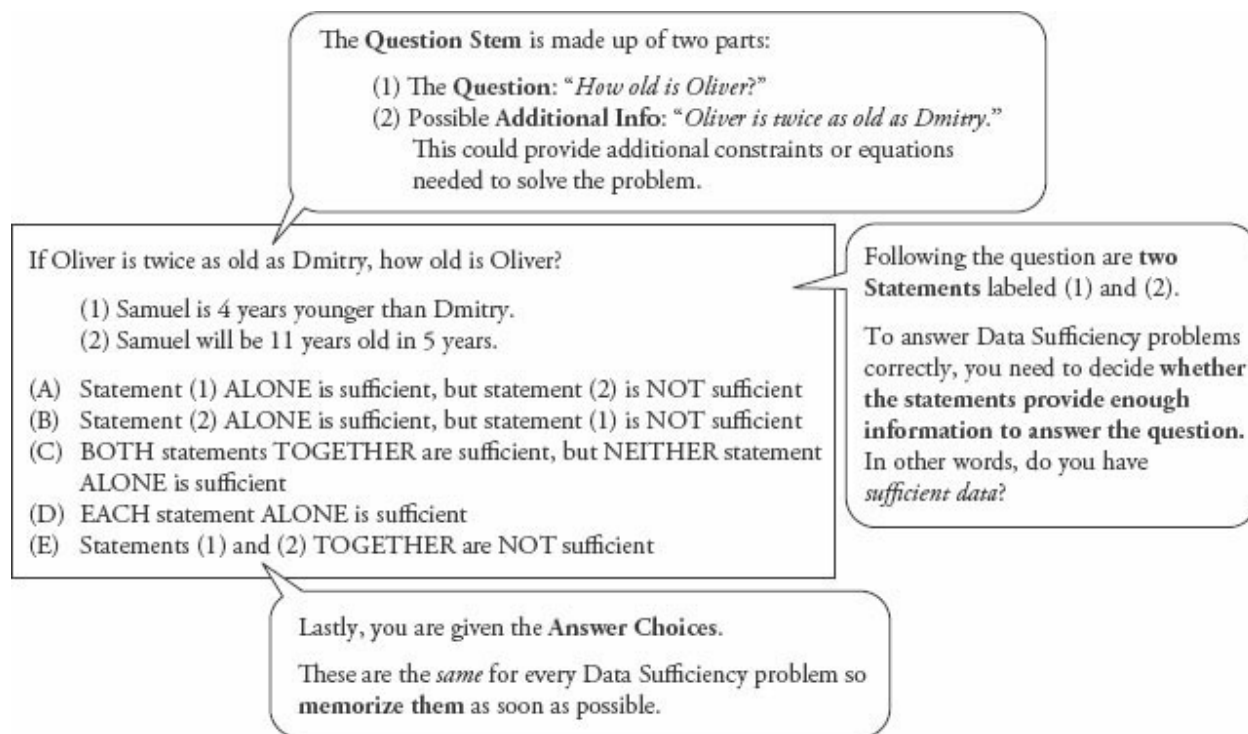 The Question Stem is made up of two parts:
(1) The Question: “How old is Oliver?”
(2) Possible Additional Info: “Oliver is twice as old as Dmitry.”
This could provide additional constraints or equations
needed to solve the problem.
If Oliver is twice as old as Dmitry, how old is Oliver?
(1) Samuel is 4 years younger than Dmitry.
(2) Samuel will be 11 years old in 5 years.
(A) Statement (1) ALONE is sufficient, but statement (2) is NOT sufficient
(B) Statement (2) ALONE is sufficient, but statement (1) is NOT sufficient
(C) BOTH statements TOGETHER are sufficient, but NEITHER statement
ALONE is sufficient
(D) EACH statement ALONE is sufficient
(E) Statements (1) and (2) TOGETHER are NOT sufficient
Following the question are two
Statements labeled (1) and (2).
To answer Data Sufficiency problems
correctly, you need to decide whether
the statements provide enough
information to answer the question.
In other words, do you have
sufficient data?
Lastly, you are given the Answer Choices.
These are the same for every Data Sufficiency problem so
memorize them as soon as possible.